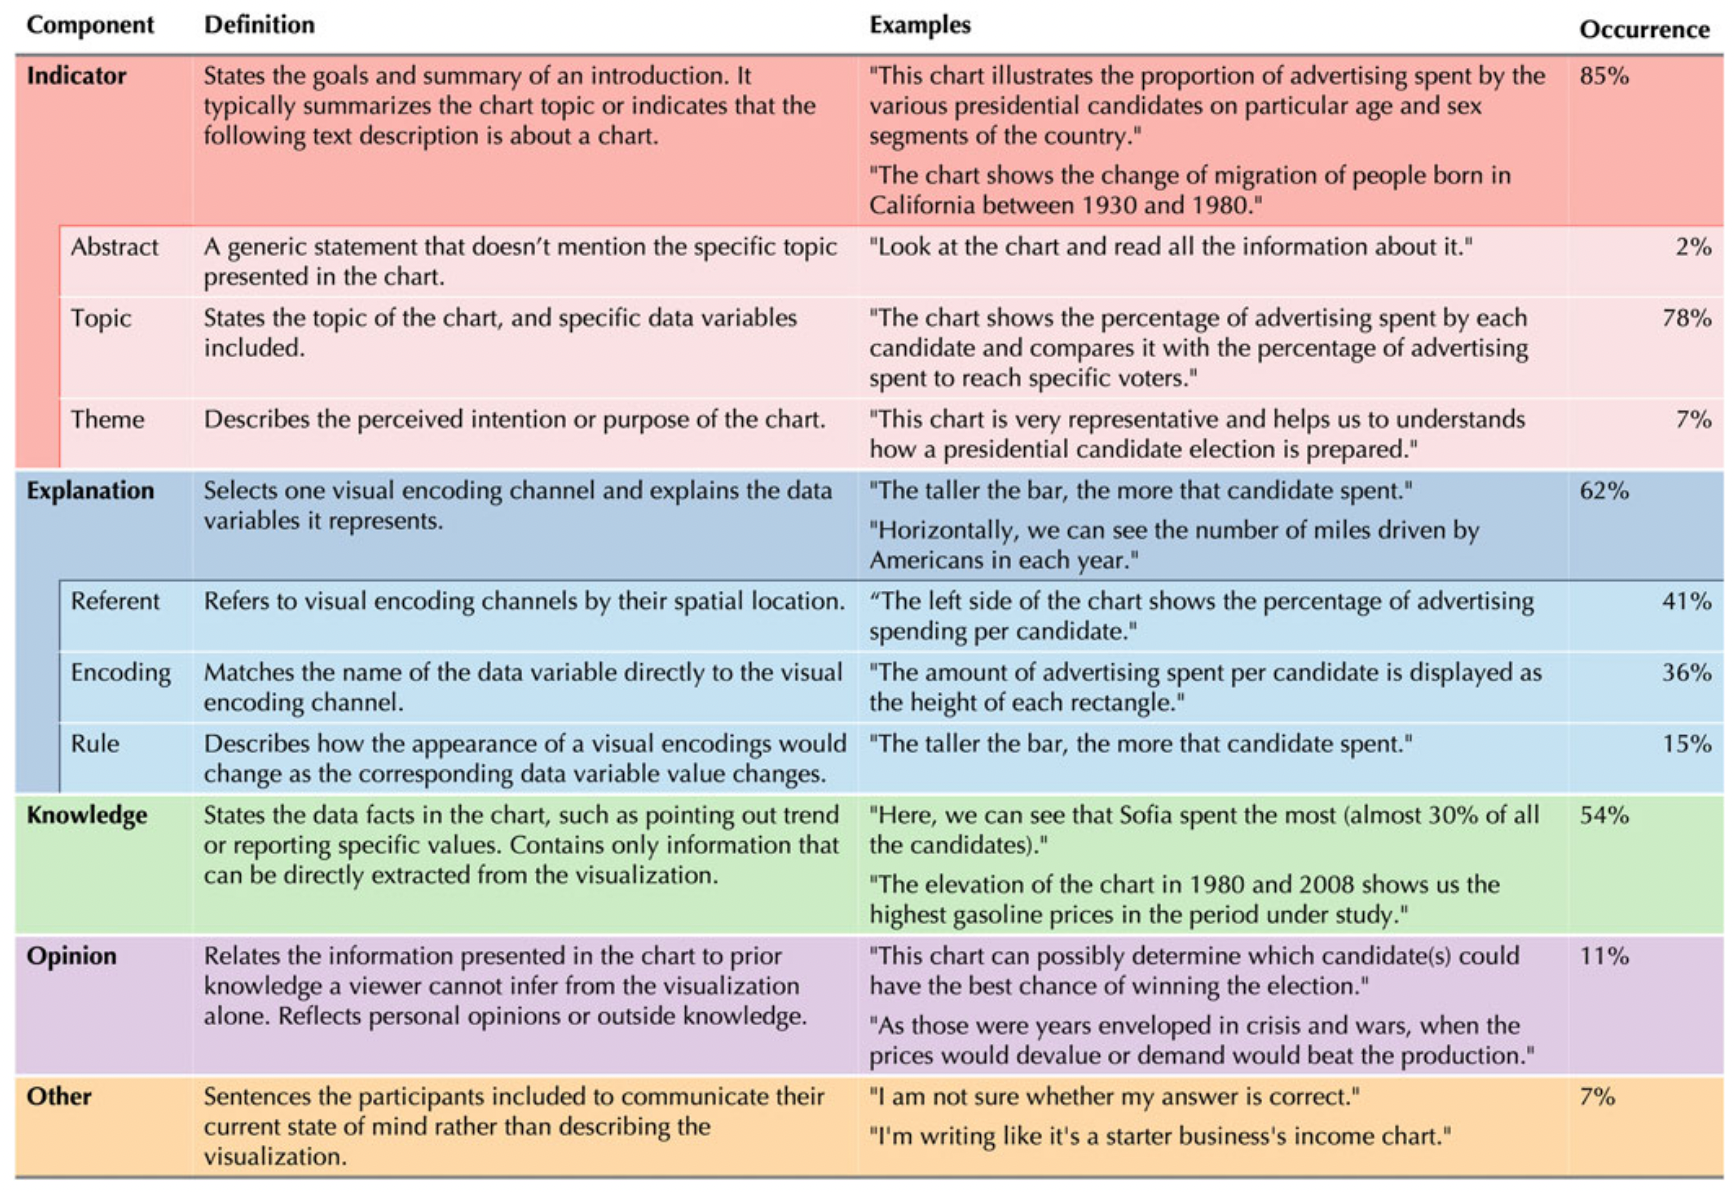 Component Definition Examples Occurrence
Indicator States the goals and summary of an introduction. It "This chart illustrates the proportion of advertising spent by the 85%
typically summarizes the chart topic or indicates that the various presidential candidates on particular age and sex
following text description is about a chart. segments of the country."
"The chart shows the change of migration of people born in
California between 1930 and 1980."
Abstract A generic statement that doesn't mention the specific topic "Look at the chart and read all the information about it." 2%
presented in the chart.
Topic States the topic of the chart, and specific data variables "The chart shows the percentage of advertising spent by each 78%
included. candidate and compares it with the percentage of advertising
spent to reach specific voters."
Theme Describes the perceived intention or purpose of the chart. "This chart is very representative and helps us to understands 7%
how a presidential candidate election is prepared."
Explanation Selects one visual encoding channel and explains the data "The taller the bar, the more that candidate spent." 62%
variables it represents. "Horizontally, we can see the number of miles driven by
Americans in each year."
Referent Refers to visual encoding channels by their spatial location. “The left side of the chart shows the percentage of advertising 41%
spending per candidate."
Encoding Matches the name of the data variable directly to the visual "The amount of advertising spent per candidate is displayed as 36%
encoding channel. the height of each rectangle."
Rule Describes how the appearance of a visual encodings would "The taller the bar, the more that candidate spent." 15%
change as the corresponding data variable value changes.
Knowledge States the data facts in the chart, such as pointing out trend "Here, we can see that Sofia spent the most (almost 30% of all 54%
or reporting specific values. Contains only information that the candidates)."
can be directly extracted from the visualization. "The elevation of the chart in 1980 and 2008 shows us the
highest gasoline prices in the period under study."
Opinion Relates the information presented in the chart to prior "This chart can possibly determine which candidate(s) could 11%
knowledge a viewer cannot infer from the visualization have the best chance of winning the election."
alone. Reflects personal opinions or outside knowledge. "As those were years enveloped in crisis and wars, when the
prices would devalue or demand would beat the production."
Other Sentences the participants included to communicate their "I am not sure whether my answer is correct." 7%
current state of mind rather than describing the "I'm writing like it's a starter business's income chart."
visualization.